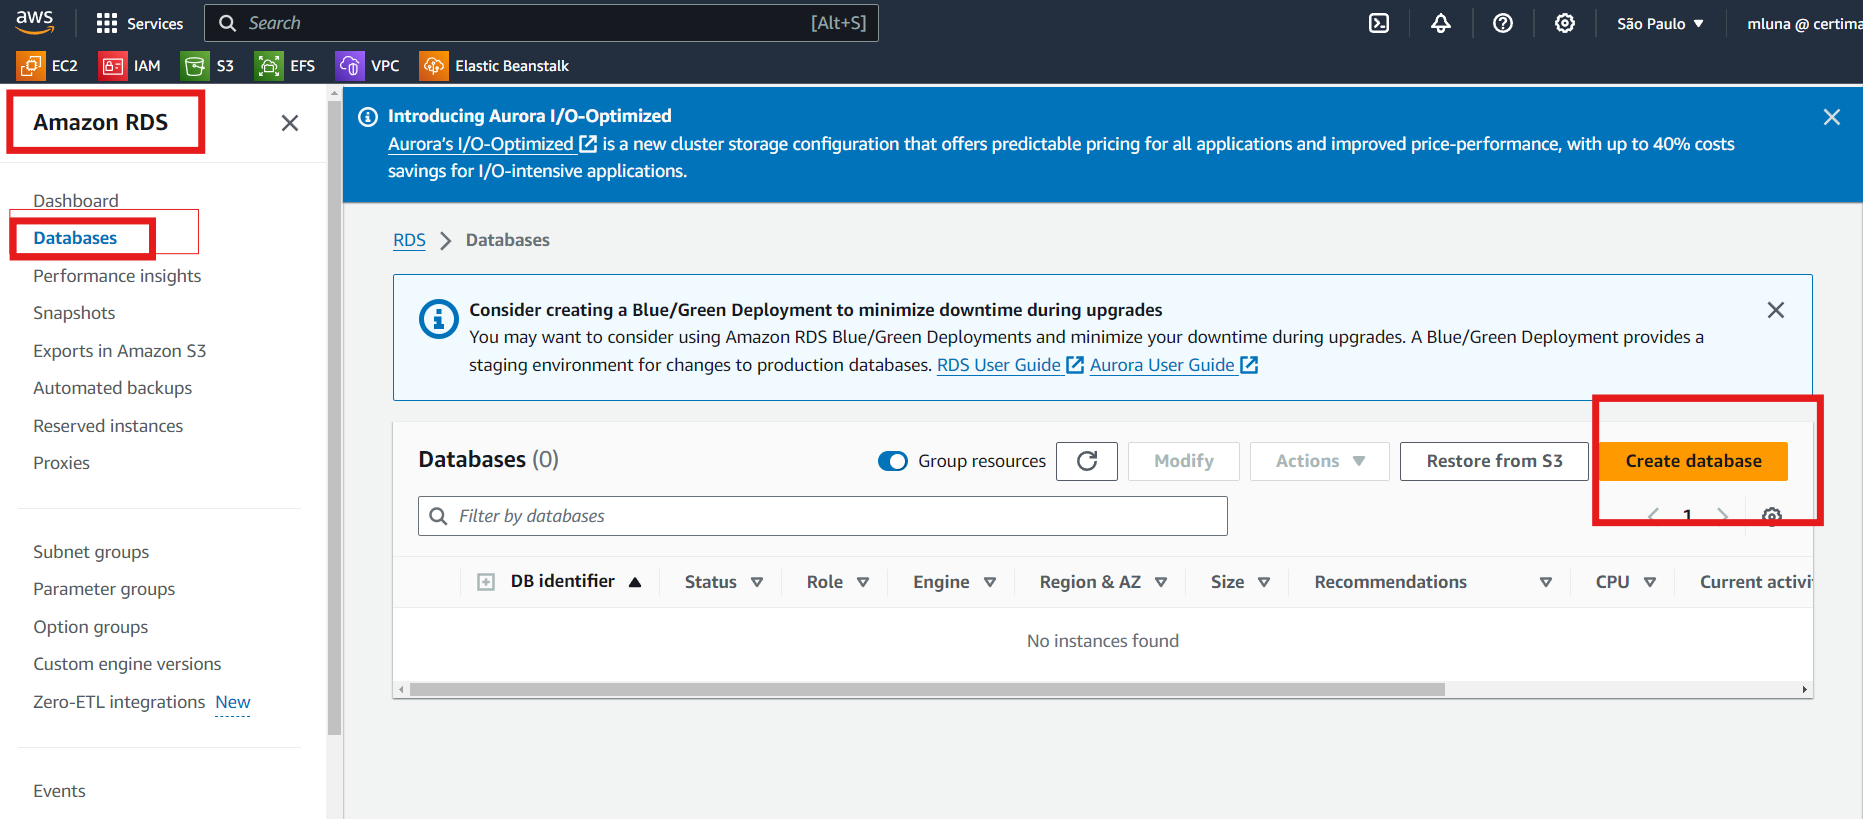 aws
Services
Search
[Alt+S]
São Paulo
mluna @ certima
EC2
IAM
S3
EFS
VPC
Elastic Beanstalk
Amazon RDS
Dashboard
Databases
Performance insights
Snapshots
Exports in Amazon S3
Automated backups
Reserved instances
Proxies
Subnet groups
Parameter groups
Option groups
Custom engine versions
Zero-ETL integrations New
Events
Introducing Aurora I/O-Optimized
Aurora's I/O-Optimized is a new cluster storage configuration that offers predictable pricing for all applications and improved price-performance, with up to 40% costs
savings for I/O-intensive applications.
RDS
Databases
Consider creating a Blue/Green Deployment to minimize downtime during upgrades
You may want to consider using Amazon RDS Blue/Green Deployments and minimize your downtime during upgrades. A Blue/Green Deployment provides a
staging environment for changes to production databases. RDS User Guide Aurora User Guide
Databases (0)
Group resources
Modify
Actions
Restore from S3
Create database
Filter by databases
1
DB identifier
Status
Role
Engine
Region & AZ
Size
Recommendations
CPU
Current activi
No instances found